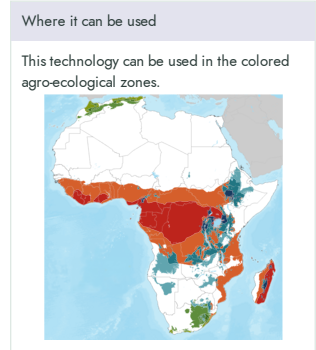 Where it can be used
This technology can be used in the colored
agro-ecological zones.